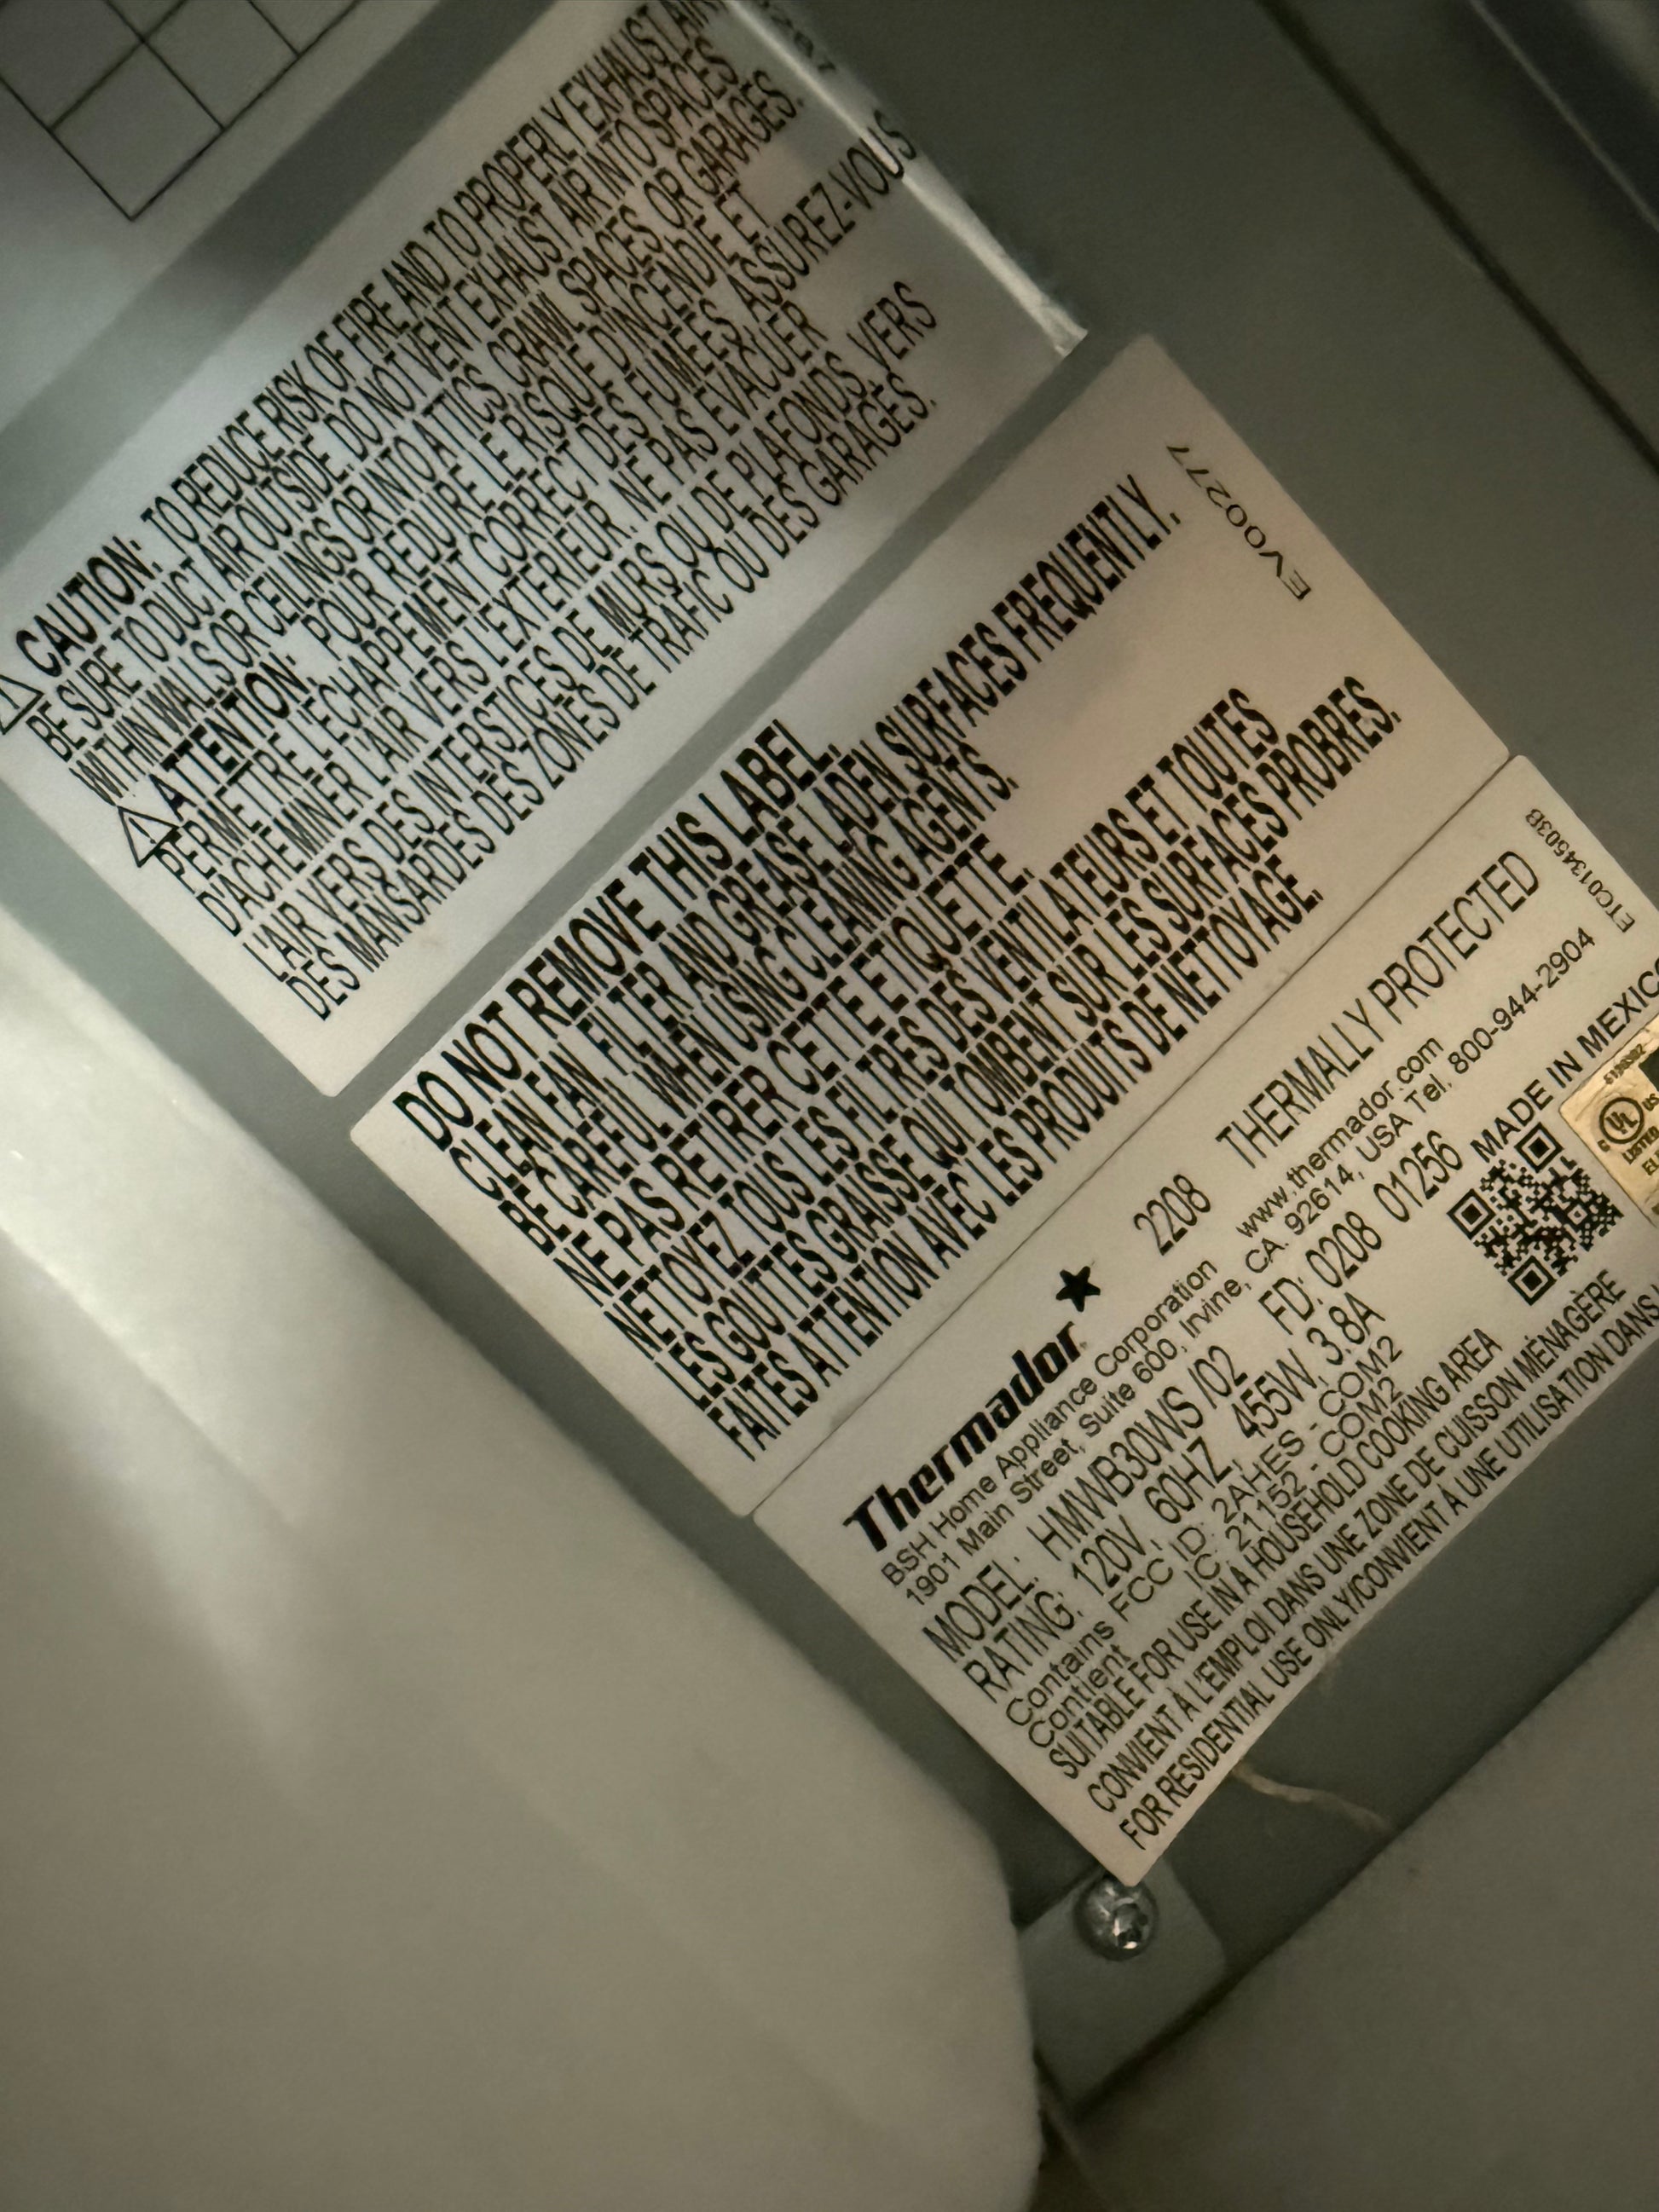 ⚠ CAUTION: TO REDUCE RISK OF FIRE AND TO PROPERLY EXHAUST AIR,
BE SURE TO DUCT AIR OUTSIDE. DO NOT VENT EXHAUST AIR INTO SPACES
WITHIN WALLS OR CEILINGS OR INTO ATTICS, CRAWL SPACES, OR GARAGES.
⚠ ATTENTION: POUR REDUIRE LE RISQUE D'INCENDIE ET
PERMETTRE L'ECHAPPEMENT CORRECT DES FUMEES, ASSUREZ-VOUS
D'ACHEMINER L'AIR VERS L'EXTERIEUR. NE PAS EVACUER
L'AIR VERS DES INTERSTICES DE MURS OU DE PLAFONDS, VERS
DES MANSARDES DES ZONES DE TRAFIC OU DES GARAGES.
DO NOT REMOVE THIS LABEL.
CLEAN FAN, FILTER AND GREASE LADEN SURFACES FREQUENTLY.
BE CAREFUL WHEN USING CLEANING AGENTS.
NE PAS RETIRER CETTE ETIQUETTE.
NETTOYEZ TOUS LES FILTRES DES VENTILATEURS ET TOUTES
LES GOUTTES GRAISSE QUI TOMBENT SUR LES SURFACES PROBRES.
FAITES ATTENTION AVEC LES PRODUITS DE NETTOYAGE.
EV00277
Thermador ★ 2208 THERMALLY PROTECTED
ETC01346503B
BSH Home Appliance Corporation www.thermador.com
1901 Main Street, Suite 600, Irvine, CA. 92614, USA Tel. 800-944-2904
MODEL: HMWB30WS /02 FD: 0208 01256 MADE IN MEXICO
RATING: 120V, 60HZ, 455W, 3.8A
Contains FCC ID: 2AHES - COM2
Contient IC: 21152 - COM2
SUITABLE FOR USE IN A HOUSEHOLD COOKING AREA
CONVIENT À L'EMPLOI DANS UNE ZONE DE CUISSON MÉNAGÈRE
FOR RESIDENTIAL USE ONLY/CONVIENT À UNE UTILISATION DANS
C UL US
LISTED